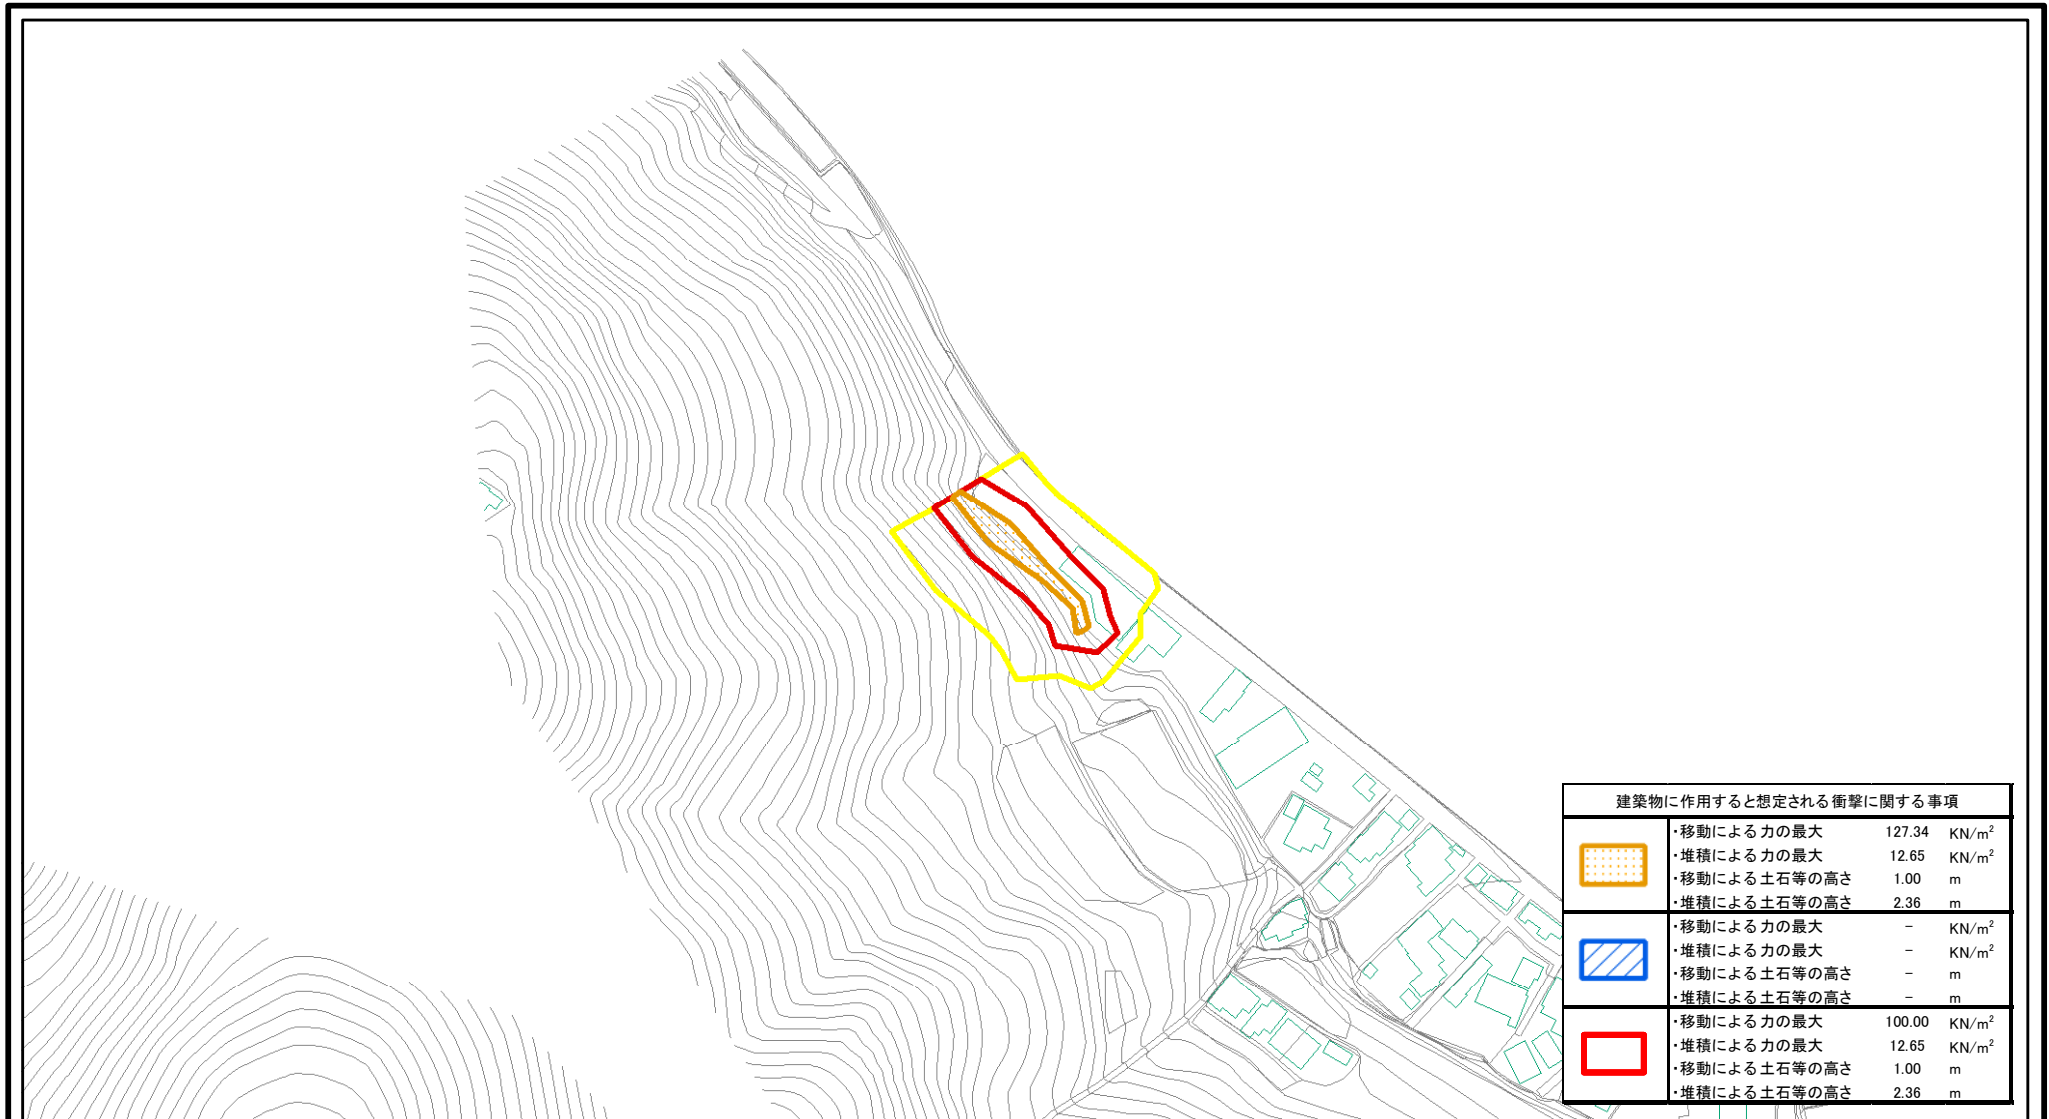 建築物に作用すると想定される衝撃に関する事項
・移動による力の最大 127.34 KN/m²
・堆積による力の最大 12.65 KN/m²
・移動による土石等の高さ 1.00 m
・堆積による土石等の高さ 2.36 m
・移動による力の最大 − KN/m²
・堆積による力の最大 − KN/m²
・移動による土石等の高さ − m
・堆積による土石等の高さ − m
・移動による力の最大 100.00 KN/m²
・堆積による力の最大 12.65 KN/m²
・移動による土石等の高さ 1.00 m
・堆積による土石等の高さ 2.36 m